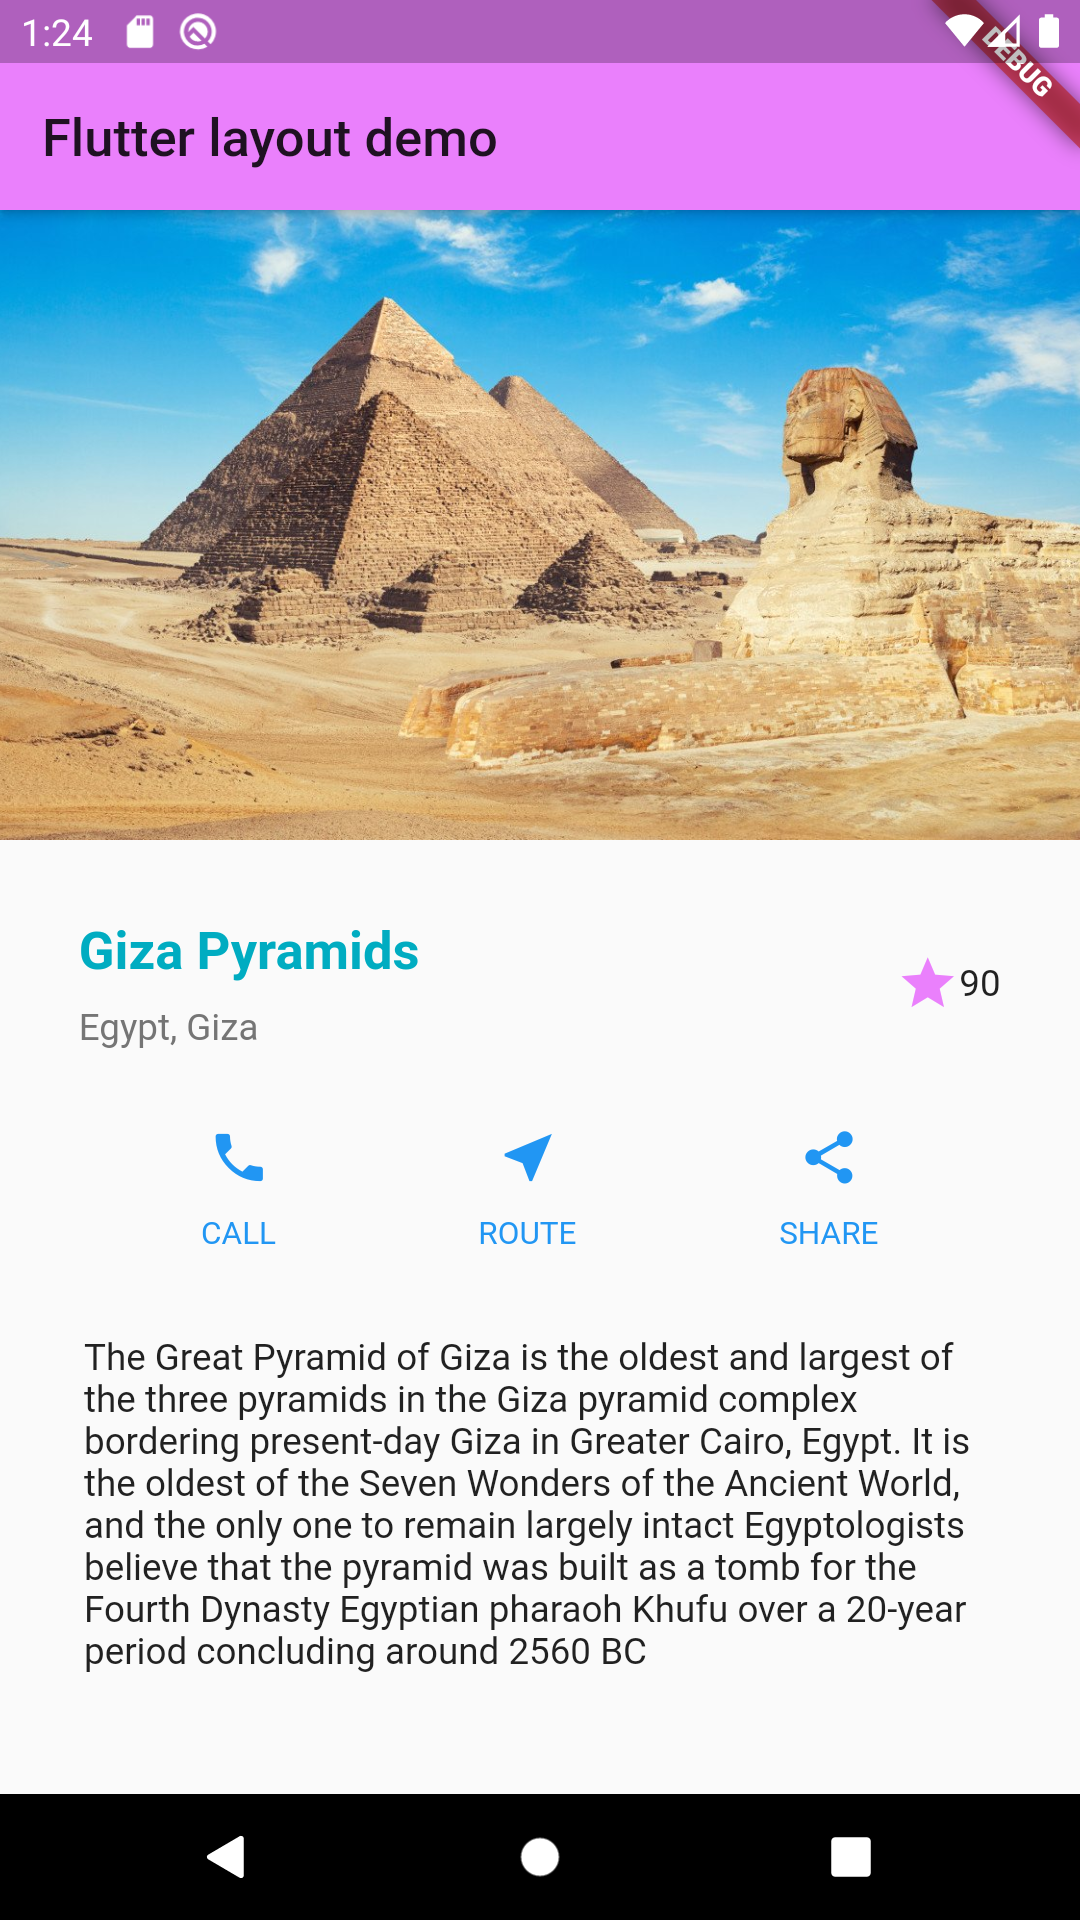 1:24
DEBUG
Flutter layout demo
Giza Pyramids
Egypt, Giza
90
CALL
ROUTE
SHARE
The Great Pyramid of Giza is the oldest and largest of
the three pyramids in the Giza pyramid complex
bordering present-day Giza in Greater Cairo, Egypt. It is
the oldest of the Seven Wonders of the Ancient World,
and the only one to remain largely intact Egyptologists
believe that the pyramid was built as a tomb for the
Fourth Dynasty Egyptian pharaoh Khufu over a 20-year
period concluding around 2560 BC